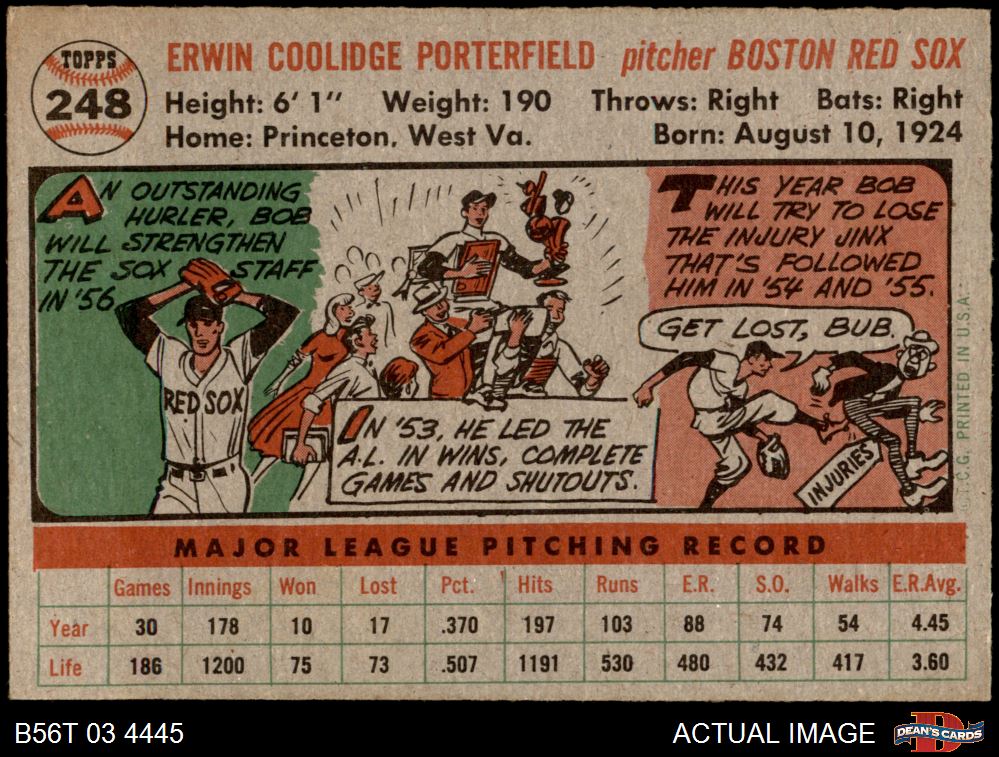 TOPPS
248
ERWIN COOLIDGE PORTERFIELD pitcher BOSTON RED SOX
Height: 6' 1" Weight: 190 Throws: Right Bats: Right
Home: Princeton, West Va. Born: August 10, 1924
AN OUTSTANDING
HURLER, BOB
WILL STRENGTHEN
THE SOX STAFF
IN '56
RED SOX
IN '53, HE LED THE
A.L. IN WINS, COMPLETE
GAMES AND SHUTOUTS.
THIS YEAR BOB
WILL TRY TO LOSE
THE INJURY JINX
THAT'S FOLLOWED
HIM IN '54 AND '55.
GET LOST, BUB.
INJURIES
T.C.G. PRINTED IN U.S.A.
MAJOR LEAGUE PITCHING RECORD
Games Innings Won Lost Pct. Hits Runs E.R. S.O. Walks E.R.Avg.
Year 30 178 10 17 .370 197 103 88 74 54 4.45
Life 186 1200 75 73 .507 1191 530 480 432 417 3.60
B56T 03 4445
ACTUAL IMAGE
D
DEAN'S CARDS